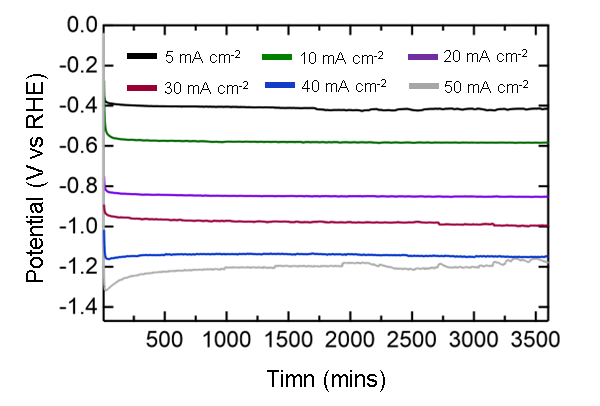 0.0
-0.2
-0.4
-0.6
-0.8
-1.0
-1.2
-1.4
Potential (V vs RHE)
5 mA cm-2 10 mA cm-2 20 mA cm-2
30 mA cm-2 40 mA cm-2 50 mA cm-2
500 1000 1500 2000 2500 3000 3500
Timn (mins)